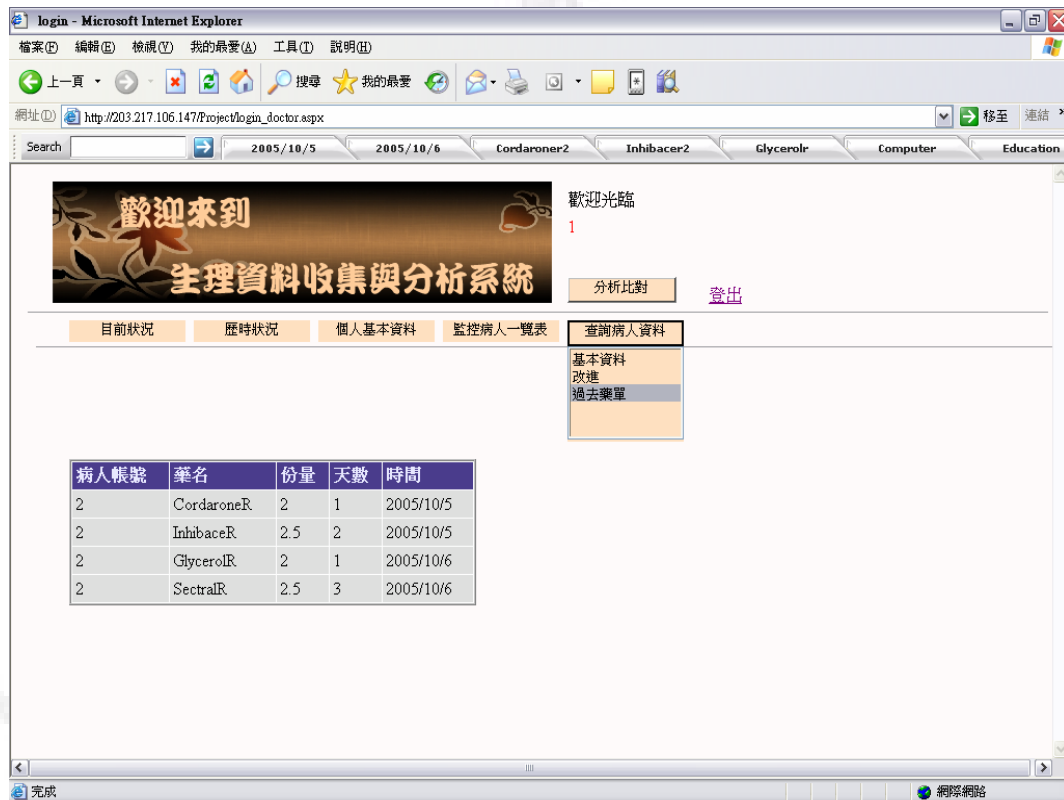 login - Microsoft Internet Explorer
檔案(F) 編輯(E) 檢視(V) 我的最愛(A) 工具(T) 說明(H)
上一頁 搜尋 我的最愛
網址(D) http://203.217.106.147/Project/login_doctor.aspx 移至 連結 »
Search 2005/10/5 2005/10/6 Cordaroner2 Inhibacer2 Glycerolr Computer Education
歡迎來到
生理資料收集與分析系統
歡迎光臨
1
分析比對 登出
目前狀況 歷時狀況 個人基本資料 監控病人一覽表 查詢病人資料
基本資料
改進
過去藥單
病人帳號 藥名 份量 天數 時間
2 CordaroneR 2 1 2005/10/5
2 InhibaceR 2.5 2 2005/10/5
2 GlycerolR 2 1 2005/10/6
2 SectralR 2.5 3 2005/10/6
完成 網際網路